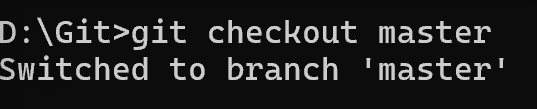 D:\Git>git checkout master
Switched to branch 'master'